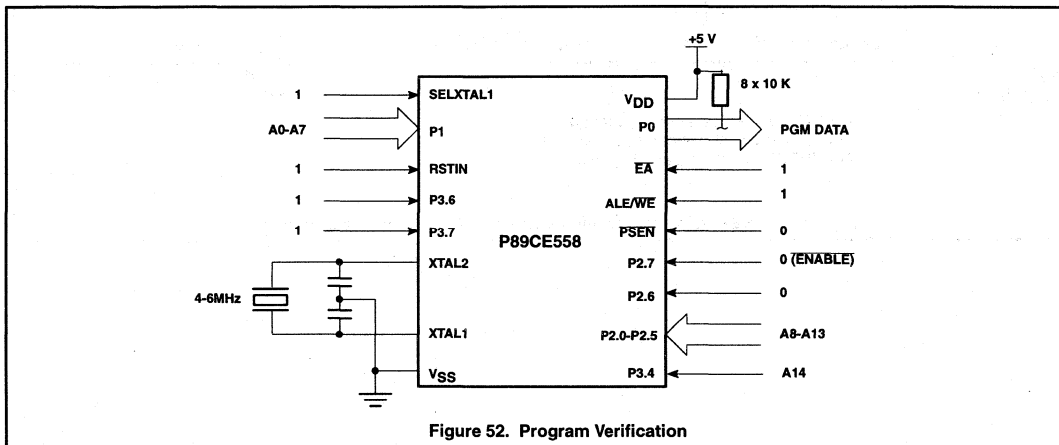 +5 V
8 x 10 K
1
SELXTAL1
VDD
A0-A7
P1
P0
PGM DATA
1
RSTIN
EA
1
1
P3.6
ALE/WE
1
1
P3.7
P89CE558
PSEN
0
XTAL2
P2.7
0 (ENABLE)
4-6MHz
P2.6
0
XTAL1
P2.0-P2.5
A8-A13
VSS
P3.4
A14
Figure 52. Program Verification